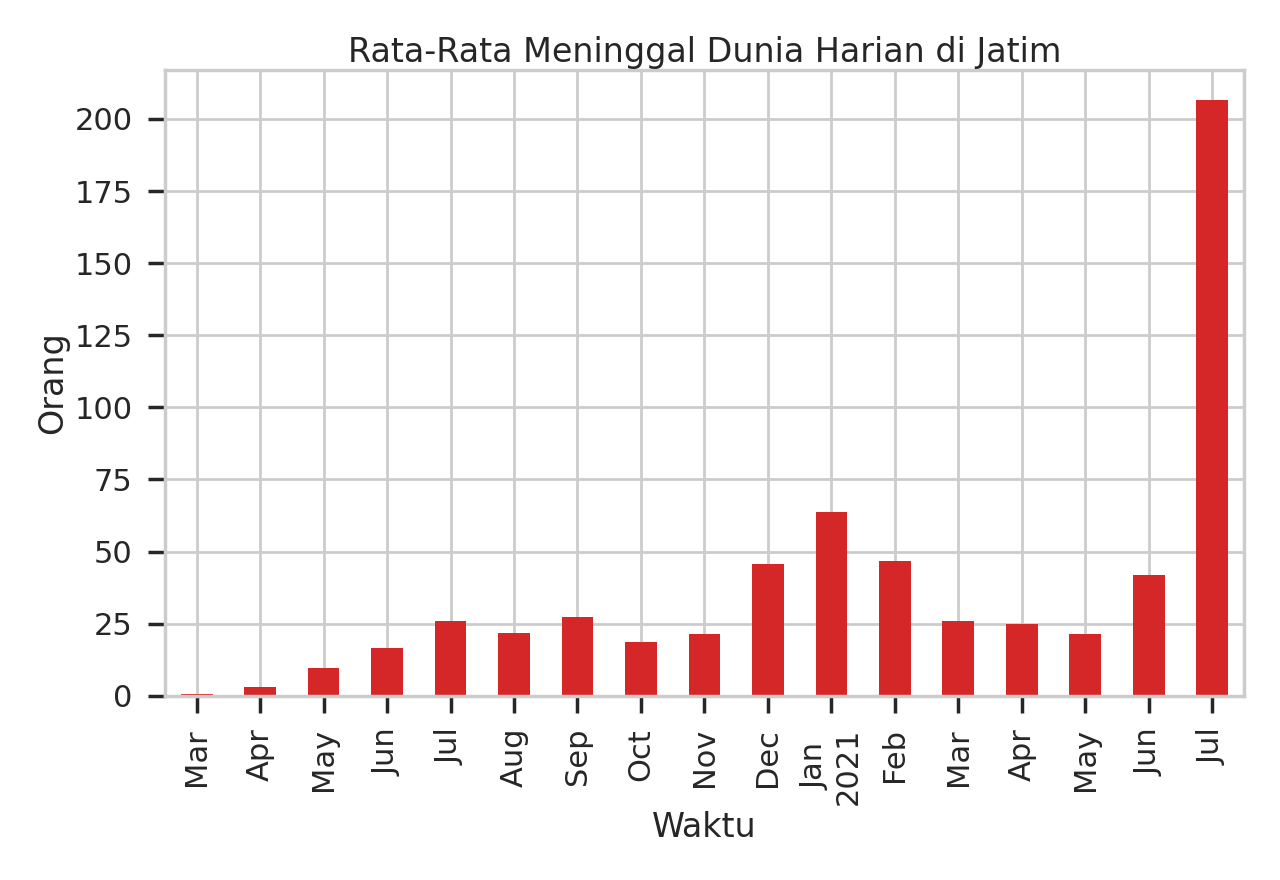 Rata-Rata Meninggal Dunia Harian di Jatim
Orang
200
175
150
125
100
75
50
25
0
Mar
Apr
May
Jun
Jul
Aug
Sep
Oct
Nov
Dec
Jan
2021
Feb
Mar
Apr
May
Jun
Jul
Waktu